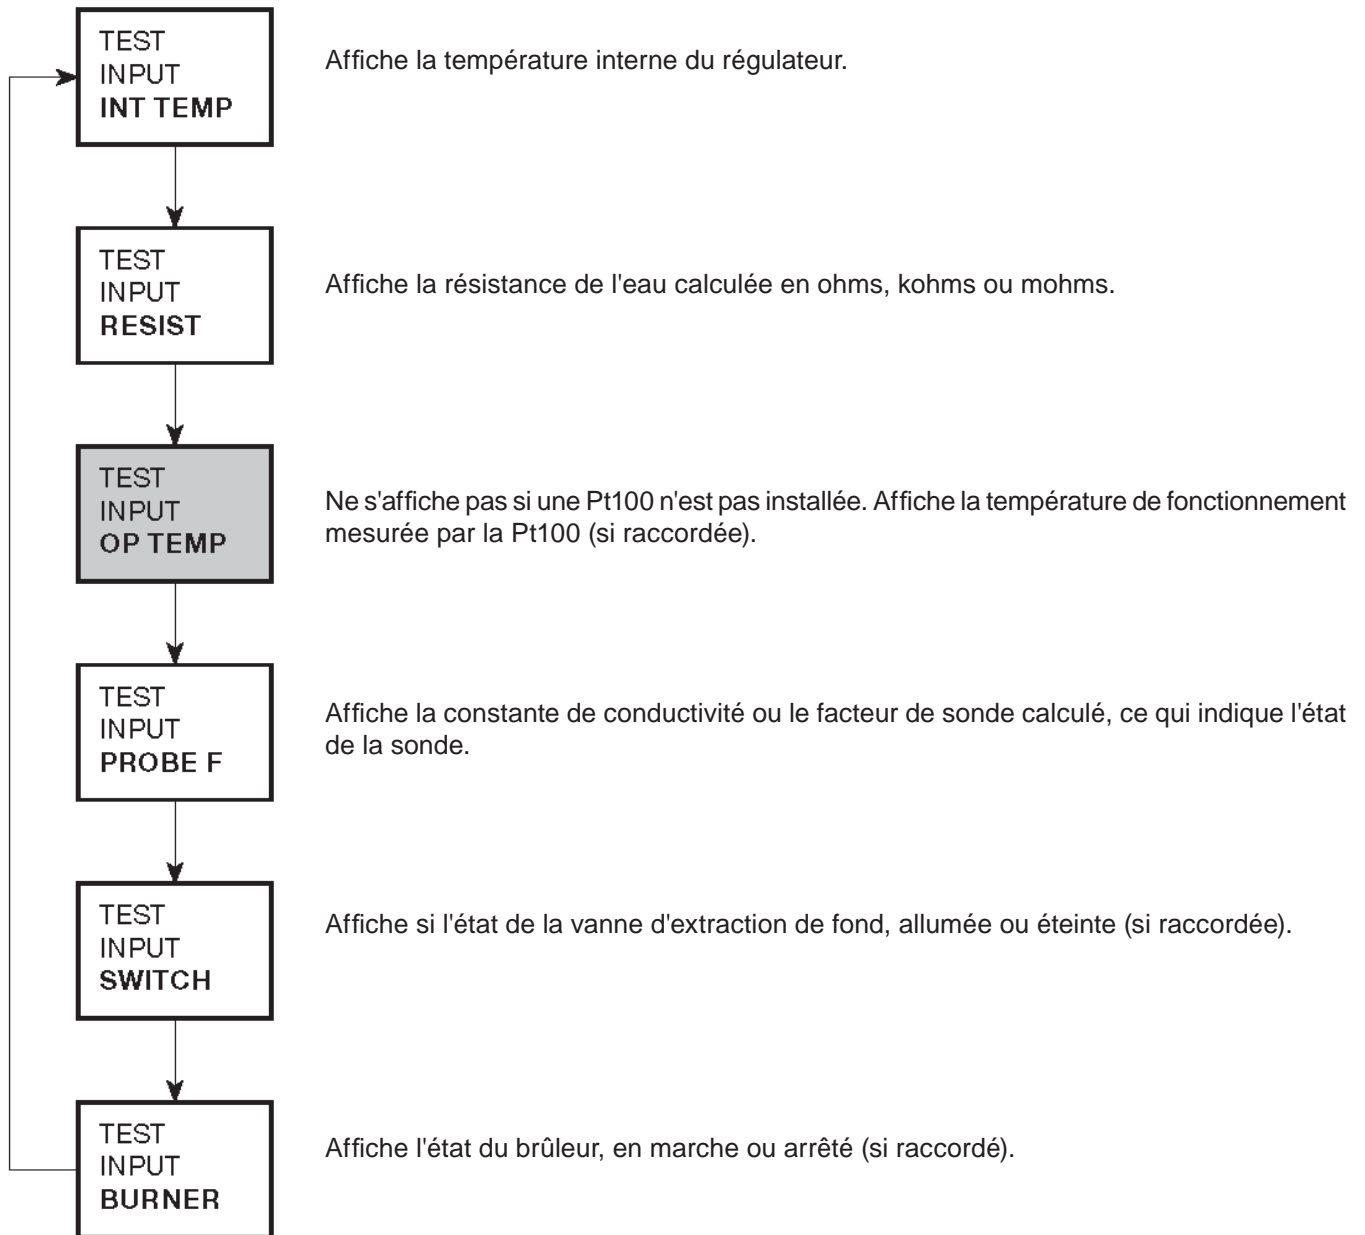 TEST
INPUT
INT TEMP
Affiche la température interne du régulateur.
TEST
INPUT
RESIST
Affiche la résistance de l'eau calculée en ohms, kohms ou mohms.
TEST
INPUT
OP TEMP
Ne s'affiche pas si une Pt100 n'est pas installée. Affiche la température de fonctionnement
mesurée par la Pt100 (si raccordée).
TEST
INPUT
PROBE F
Affiche la constante de conductivité ou le facteur de sonde calculé, ce qui indique l'état
de la sonde.
TEST
INPUT
SWITCH
Affiche si l'état de la vanne d'extraction de fond, allumée ou éteinte (si raccordée).
TEST
INPUT
BURNER
Affiche l'état du brûleur, en marche ou arrêté (si raccordé).